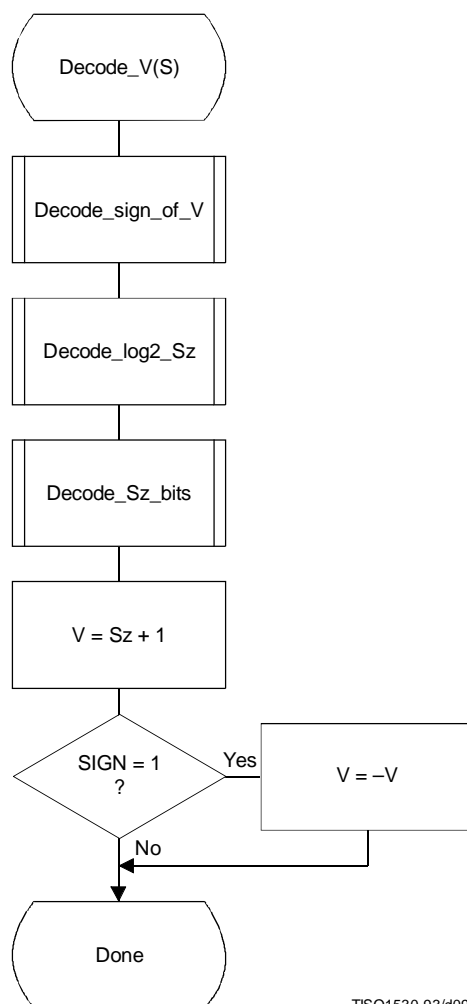 Decode_V(S)
Decode_sign_of_V
Decode_log2_Sz
Decode_Sz_bits
V = Sz + 1
SIGN = 1
?
Yes
V = –V
No
Done